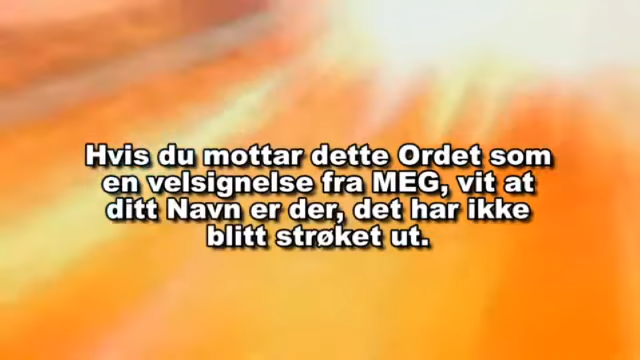 Hvis du mottar dette Ordet som
en velsignelse fra MEG, vit at
ditt Navn er der, det har ikke
blitt strøket ut.